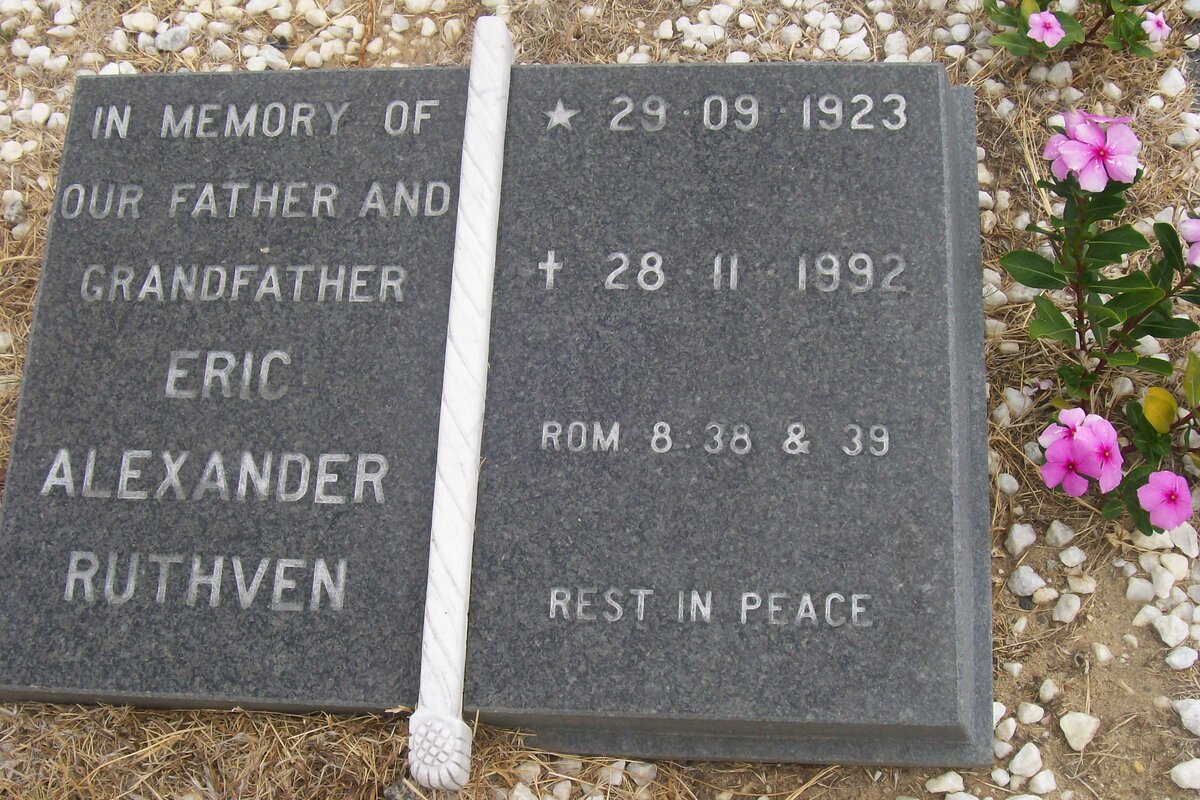 IN MEMORY OF
OUR FATHER AND
GRANDFATHER
ERIC
ALEXANDER
RUTHVEN
★ 29·09·1923
✝ 28·11·1992
ROM. 8:38 & 39
REST IN PEACE